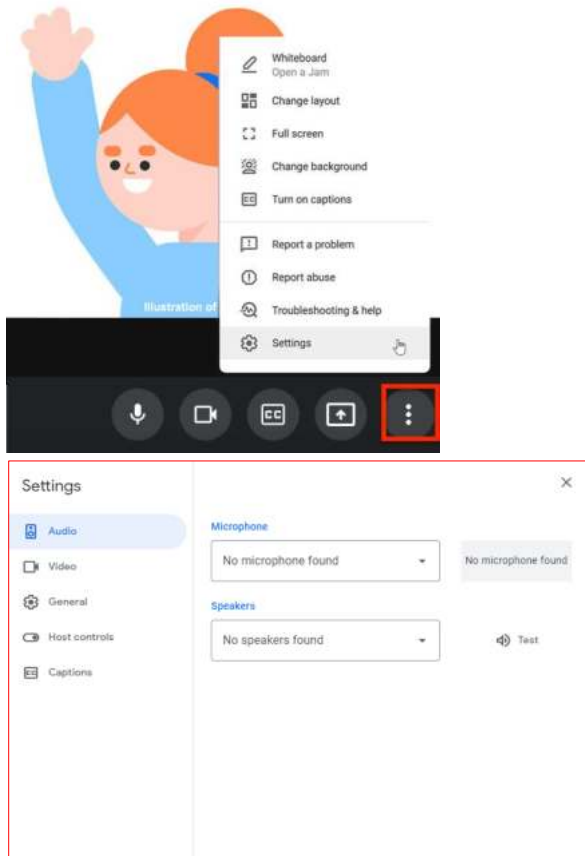 Whiteboard
Open a Jam
Change layout
Full screen
Change background
Turn on captions
Report a problem
Report abuse
Illustration of
Troubleshooting & help
Settings
Settings
Audio
Video
General
Host controls
Captions
Microphone
No microphone found
No microphone found
Speakers
No speakers found
Test